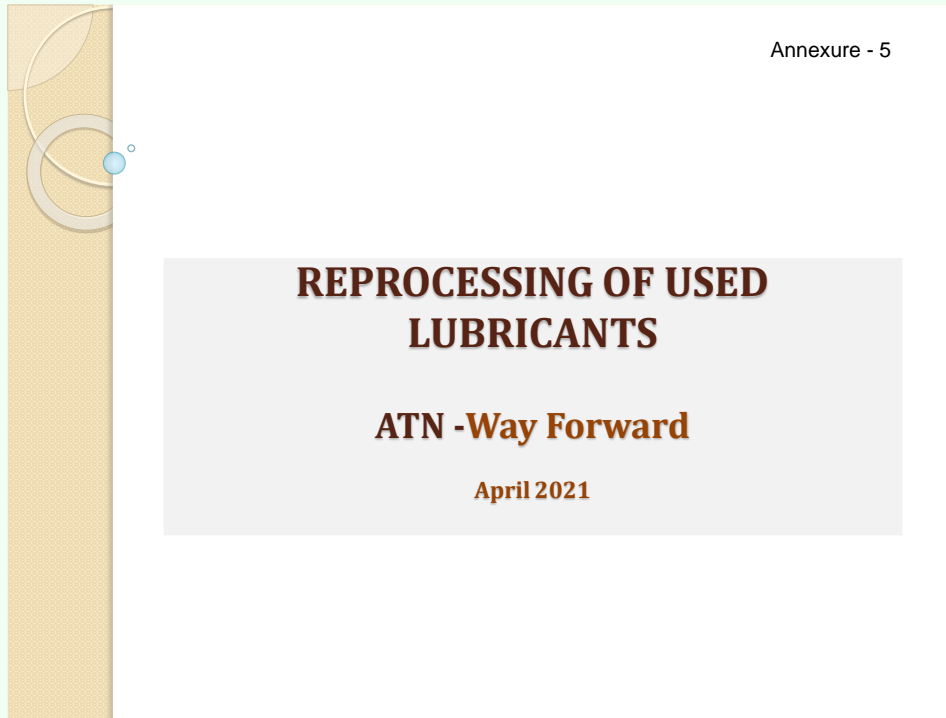 Annexure - 5
REPROCESSING OF USED
LUBRICANTS
ATN -Way Forward
April 2021